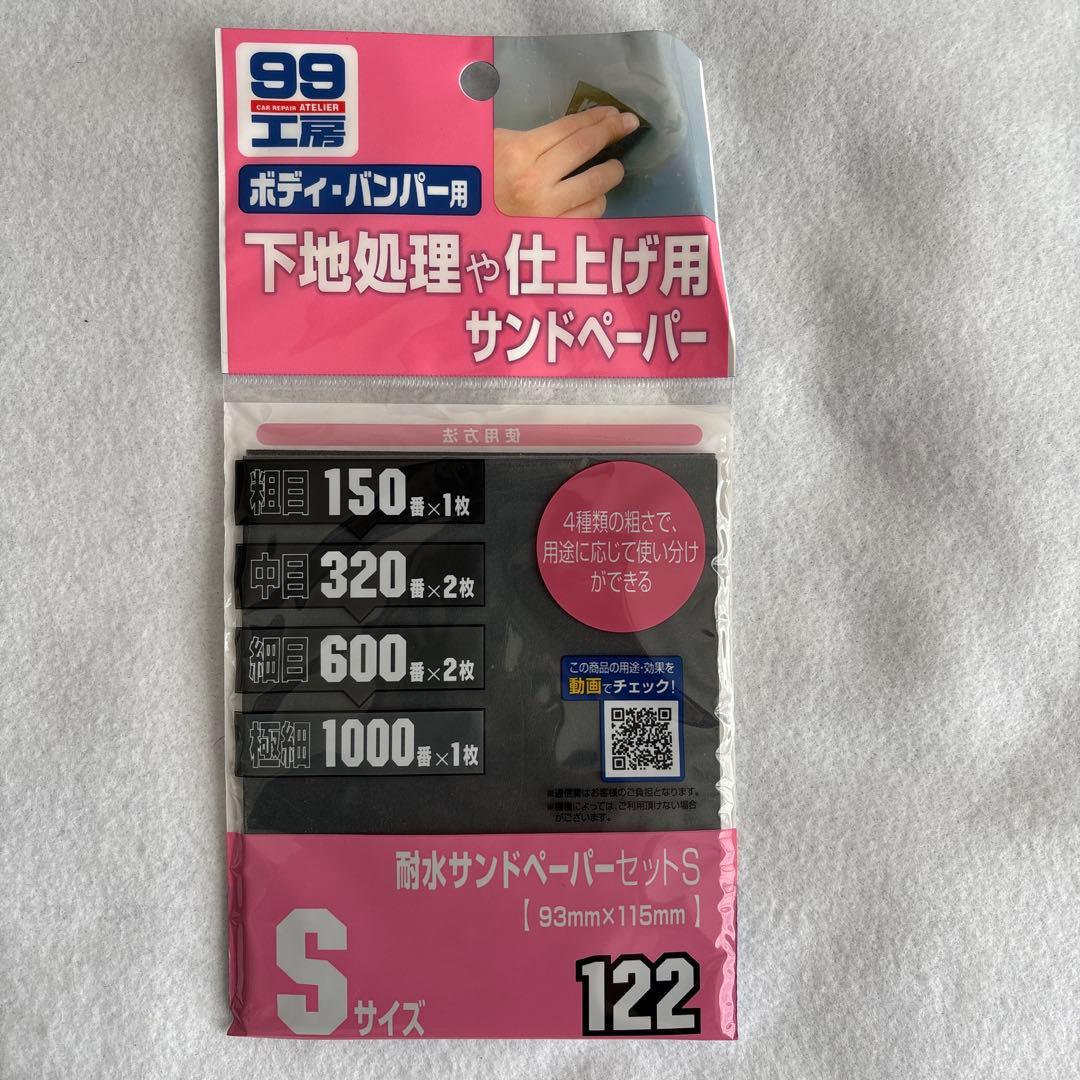 99
CAR REPAIR ATELIER
工房
ボディ・バンパー用
下地処理や仕上げ用
サンドペーパー
使用方法
粗目 150番×1枚
中目 320番×2枚
細目 600番×2枚
極細 1000番×1枚
4種類の粗さで、
用途に応じて使い分け
ができる
この商品の用途・効果を
動画でチェック!
※通信費はお客様のご負担となります。
※機種によっては、ご利用頂けない場合
がございます。
耐水サンドペーパーセットS
【 93mm×115mm 】
Sサイズ
122